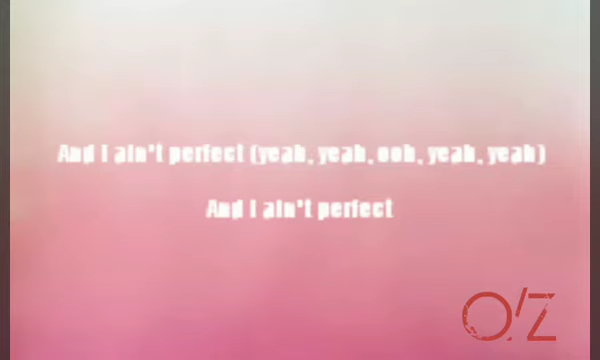 And I ain't perfect (yeah, yeah, ooh, yeah, yeah)
And I ain't perfect
O'Z